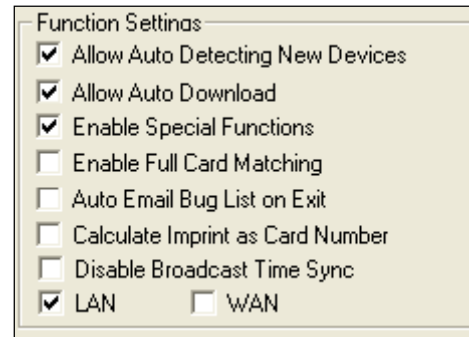 Function Settings
Allow Auto Detecting New Devices
Allow Auto Download
Enable Special Functions
Enable Full Card Matching
Auto Email Bug List on Exit
Calculate Imprint as Card Number
Disable Broadcast Time Sync
LAN WAN